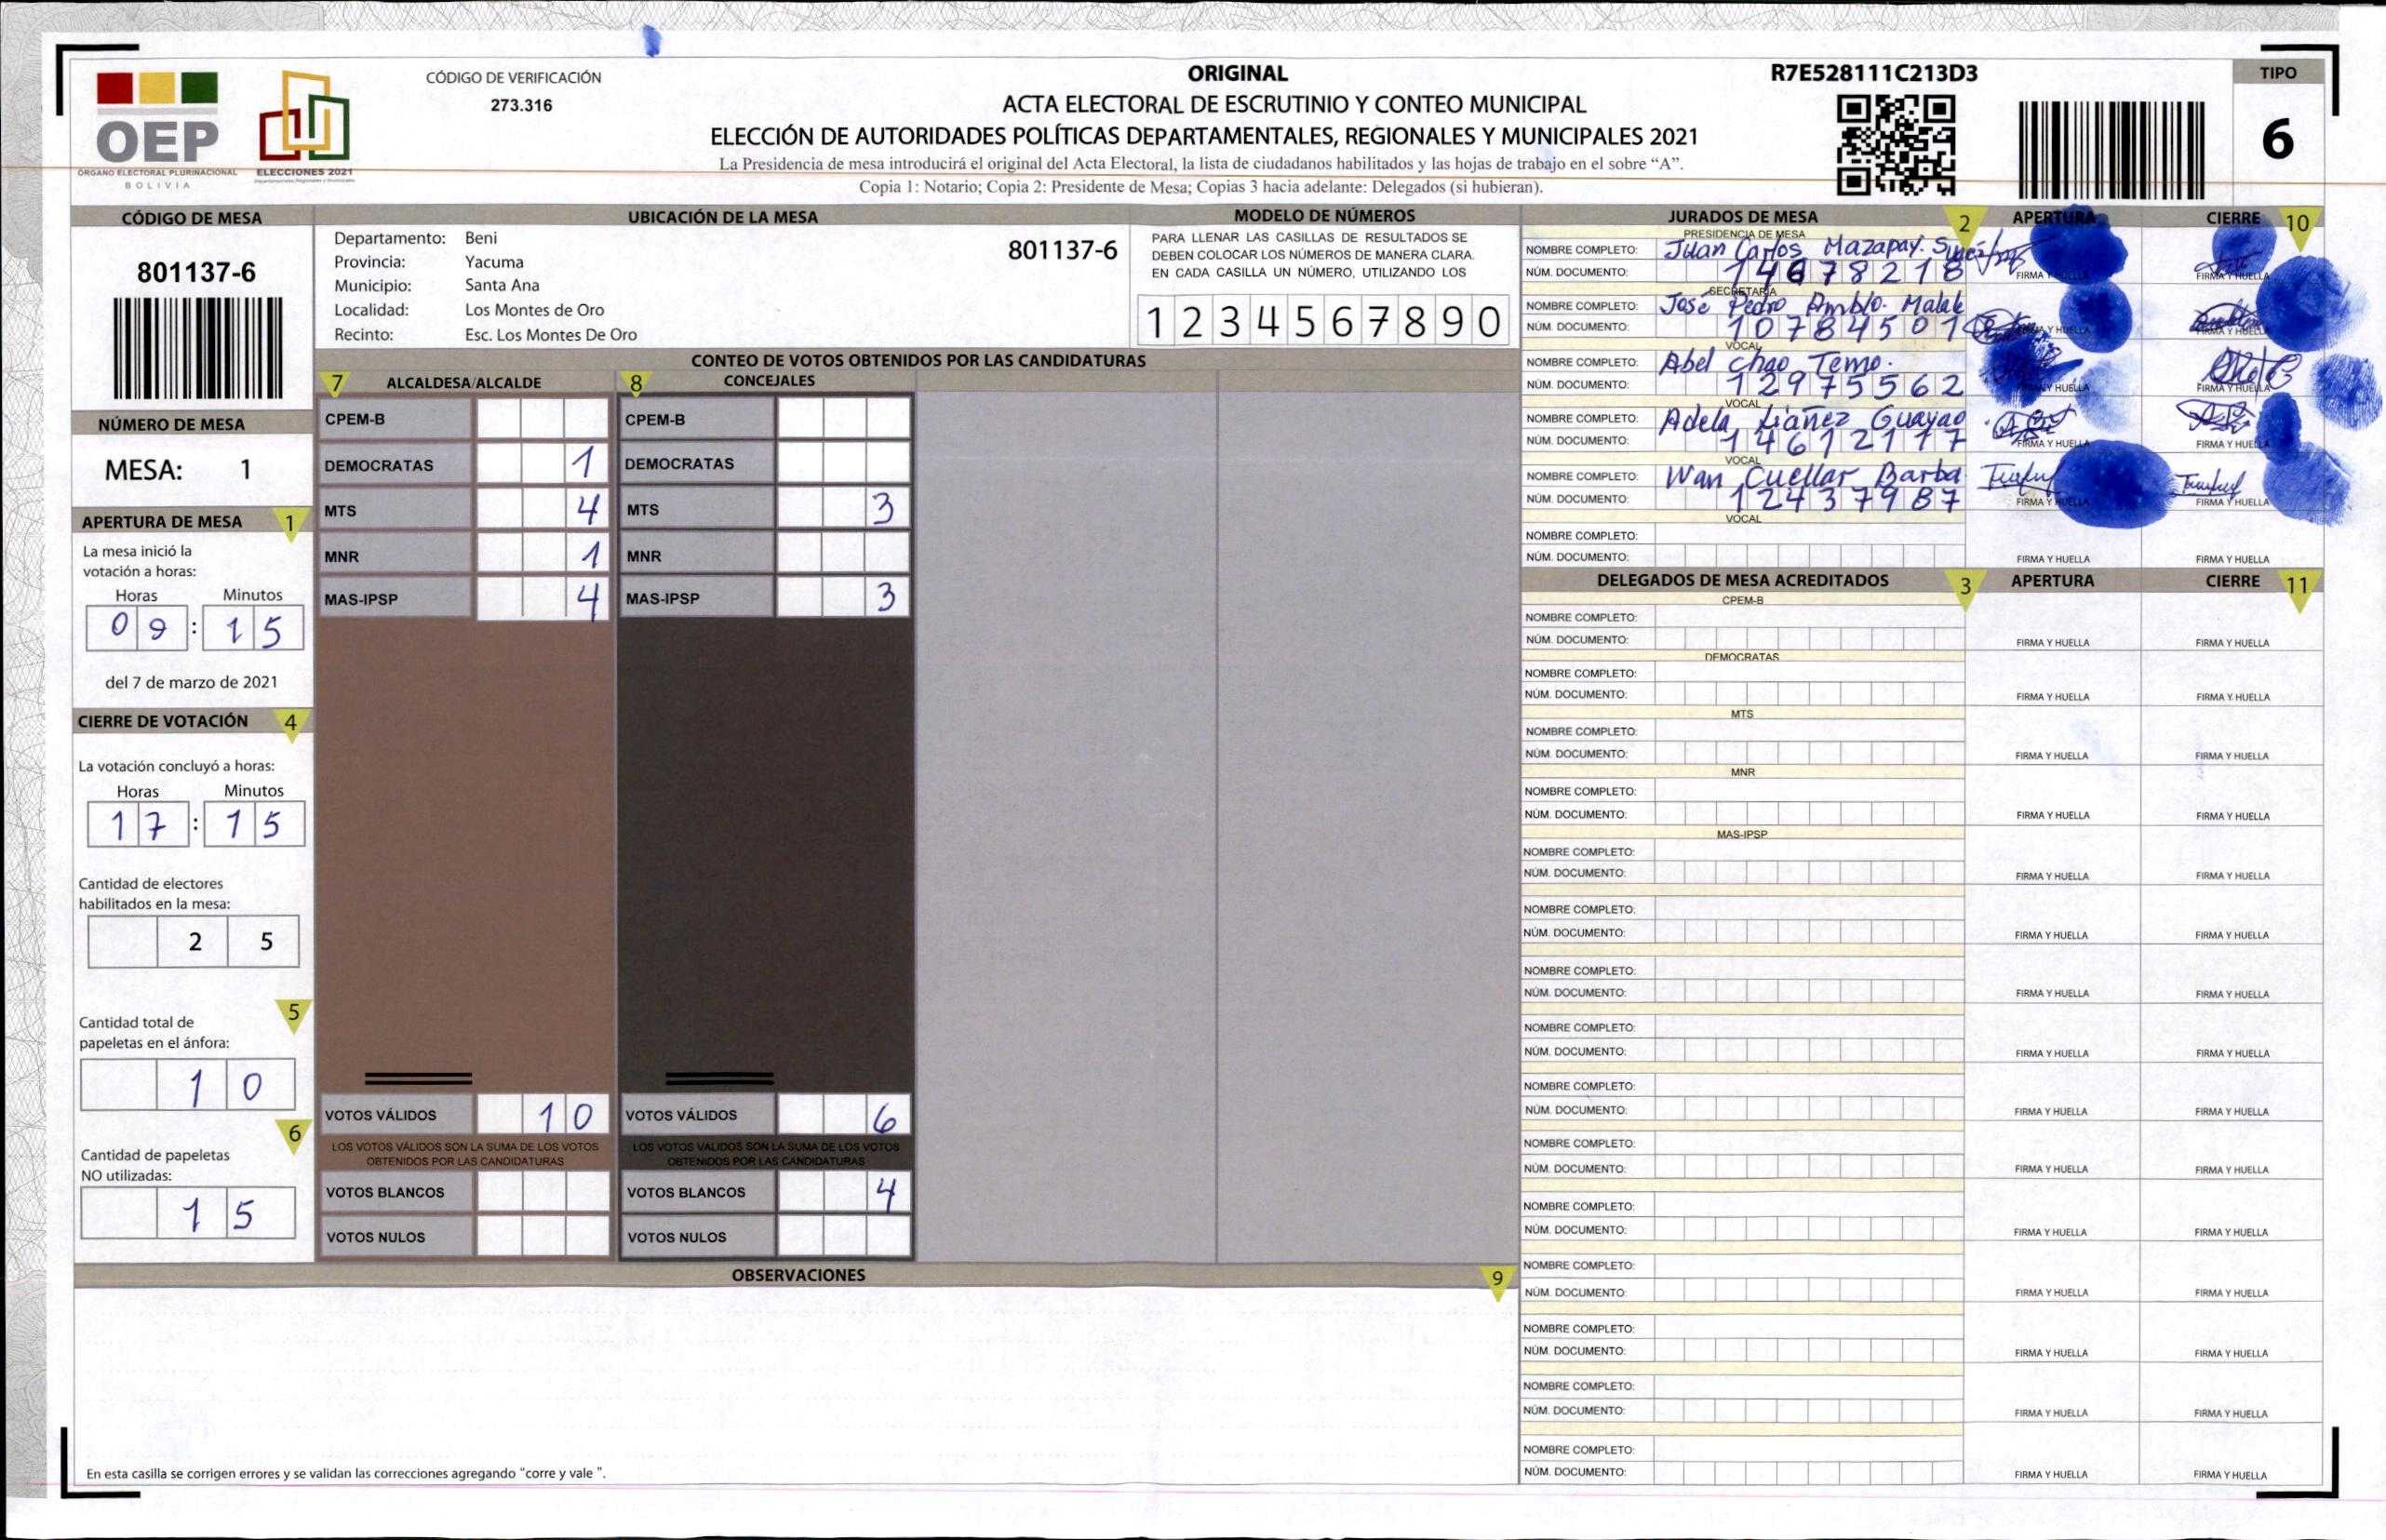 CÓDIGO DE VERIFICACIÓN
273.316
ORIGINAL
ACTA ELECTORAL DE ESCRUTINIO Y CONTEO MUNICIPAL
ELECCIÓN DE AUTORIDADES POLÍTICAS DEPARTAMENTALES, REGIONALES Y MUNICIPALES 2021
La Presidencia de mesa introducirá el original del Acta Electoral, la lista de ciudadanos habilitados y las hojas de trabajo en el sobre “A”.
Copia 1: Notario; Copia 2: Presidente de Mesa; Copias 3 hacia adelante: Delegados (si hubieran).
R7E528111C213D3
TIPO
6
OEP
ÓRGANO ELECTORAL PLURINACIONAL
BOLIVIA
ELECCIONES 2021
CÓDIGO DE MESA
801137-6
NÚMERO DE MESA
MESA: 1
APERTURA DE MESA 1
La mesa inició la
votación a horas:
Horas Minutos
09 : 15
del 7 de marzo de 2021
CIERRE DE VOTACIÓN 4
La votación concluyó a horas:
Horas Minutos
17 : 15
Cantidad de electores
habilitados en la mesa:
2 5
5
Cantidad total de
papeletas en el ánfora:
1 0
6
Cantidad de papeletas
NO utilizadas:
1 5
UBICACIÓN DE LA MESA
Departamento: Beni
Provincia: Yacuma
Municipio: Santa Ana
Localidad: Los Montes de Oro
Recinto: Esc. Los Montes De Oro
801137-6
MODELO DE NÚMEROS
PARA LLENAR LAS CASILLAS DE RESULTADOS SE
DEBEN COLOCAR LOS NÚMEROS DE MANERA CLARA.
EN CADA CASILLA UN NÚMERO, UTILIZANDO LOS
1 2 3 4 5 6 7 8 9 0
CONTEO DE VOTOS OBTENIDOS POR LAS CANDIDATURAS
7 ALCALDESA/ALCALDE
CPEM-B
DEMOCRATAS 1
MTS 4
MNR 1
MAS-IPSP 4
VOTOS VÁLIDOS 10
LOS VOTOS VÁLIDOS SON LA SUMA DE LOS VOTOS
OBTENIDOS POR LAS CANDIDATURAS
VOTOS BLANCOS
VOTOS NULOS
8 CONCEJALES
CPEM-B
DEMOCRATAS
MTS 3
MNR
MAS-IPSP 3
VOTOS VÁLIDOS 6
LOS VOTOS VÁLIDOS SON LA SUMA DE LOS VOTOS
OBTENIDOS POR LAS CANDIDATURAS
VOTOS BLANCOS 4
VOTOS NULOS
OBSERVACIONES 9
En esta casilla se corrigen errores y se validan las correcciones agregando “corre y vale ”.
JURADOS DE MESA 2 APERTURA CIERRE 10
PRESIDENCIA DE MESA
NOMBRE COMPLETO: Juan Carlos Mazapay.
NÚM. DOCUMENTO: 14678218 FIRMA Y HUELLA
SECRETARIA
NOMBRE COMPLETO: José Pedro
NÚM. DOCUMENTO: 10784501 FIRMA Y HUELLA
VOCAL
NOMBRE COMPLETO: Abel Chao Temo.
NÚM. DOCUMENTO: 12975562 FIRMA Y HUELLA FIRMA Y HUELLA
VOCAL
NOMBRE COMPLETO: Adela Liañez Guayao
NÚM. DOCUMENTO: 14612177 FIRMA Y HUELLA FIRMA Y HUELLA
VOCAL
NOMBRE COMPLETO: Wan Cuellar Barba
NÚM. DOCUMENTO: 12437987 FIRMA Y HUELLA FIRMA Y HUELLA
VOCAL
NOMBRE COMPLETO:
NÚM. DOCUMENTO: FIRMA Y HUELLA FIRMA Y HUELLA
DELEGADOS DE MESA ACREDITADOS 3 APERTURA CIERRE 11
CPEM-B
NOMBRE COMPLETO:
NÚM. DOCUMENTO: FIRMA Y HUELLA FIRMA Y HUELLA
DEMOCRATAS
NOMBRE COMPLETO:
NÚM. DOCUMENTO: FIRMA Y HUELLA FIRMA Y HUELLA
MTS
NOMBRE COMPLETO:
NÚM. DOCUMENTO: FIRMA Y HUELLA FIRMA Y HUELLA
MNR
NOMBRE COMPLETO:
NÚM. DOCUMENTO: FIRMA Y HUELLA FIRMA Y HUELLA
MAS-IPSP
NOMBRE COMPLETO:
NÚM. DOCUMENTO: FIRMA Y HUELLA FIRMA Y HUELLA
NOMBRE COMPLETO:
NÚM. DOCUMENTO: FIRMA Y HUELLA FIRMA Y HUELLA
NOMBRE COMPLETO:
NÚM. DOCUMENTO: FIRMA Y HUELLA FIRMA Y HUELLA
NOMBRE COMPLETO:
NÚM. DOCUMENTO: FIRMA Y HUELLA FIRMA Y HUELLA
NOMBRE COMPLETO:
NÚM. DOCUMENTO: FIRMA Y HUELLA FIRMA Y HUELLA
NOMBRE COMPLETO:
NÚM. DOCUMENTO: FIRMA Y HUELLA FIRMA Y HUELLA
NOMBRE COMPLETO:
NÚM. DOCUMENTO: FIRMA Y HUELLA FIRMA Y HUELLA
NOMBRE COMPLETO:
NÚM. DOCUMENTO: FIRMA Y HUELLA FIRMA Y HUELLA
NOMBRE COMPLETO:
NÚM. DOCUMENTO: FIRMA Y HUELLA FIRMA Y HUELLA
NOMBRE COMPLETO:
NÚM. DOCUMENTO: FIRMA Y HUELLA FIRMA Y HUELLA
NOMBRE COMPLETO:
NÚM. DOCUMENTO: FIRMA Y HUELLA FIRMA Y HUELLA